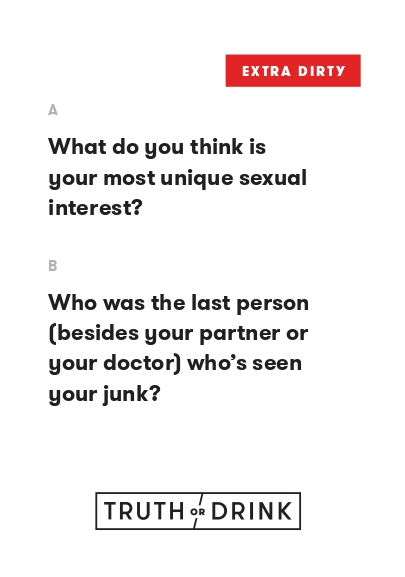 EXTRA DIRTY
A
What do you think is
your most unique sexual
interest?
B
Who was the last person
(besides your partner or
your doctor) who’s seen
your junk?
TRUTH OR DRINK